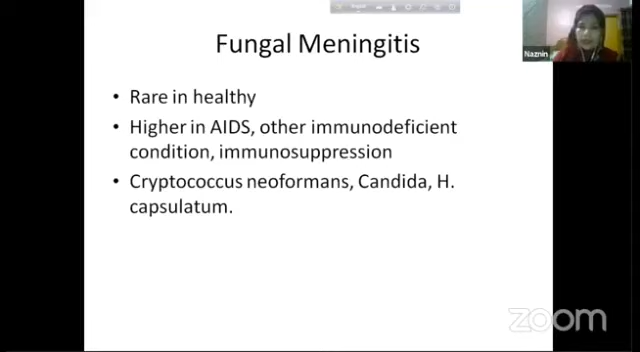 Fungal Meningitis
Naznin
• Rare in healthy
• Higher in AIDS, other immunodeficient
condition, immunosuppression
• Cryptococcus neoformans, Candida, H.
capsulatum.
zoom